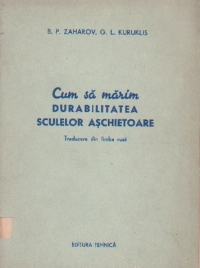 B. P. ZAHAROV, G. L. KURUKLIS
Cum să mărim
DURABILITATEA
SCULELOR AȘCHIETOARE
Traducere din limba rusă
EDITURA TEHNICĂ